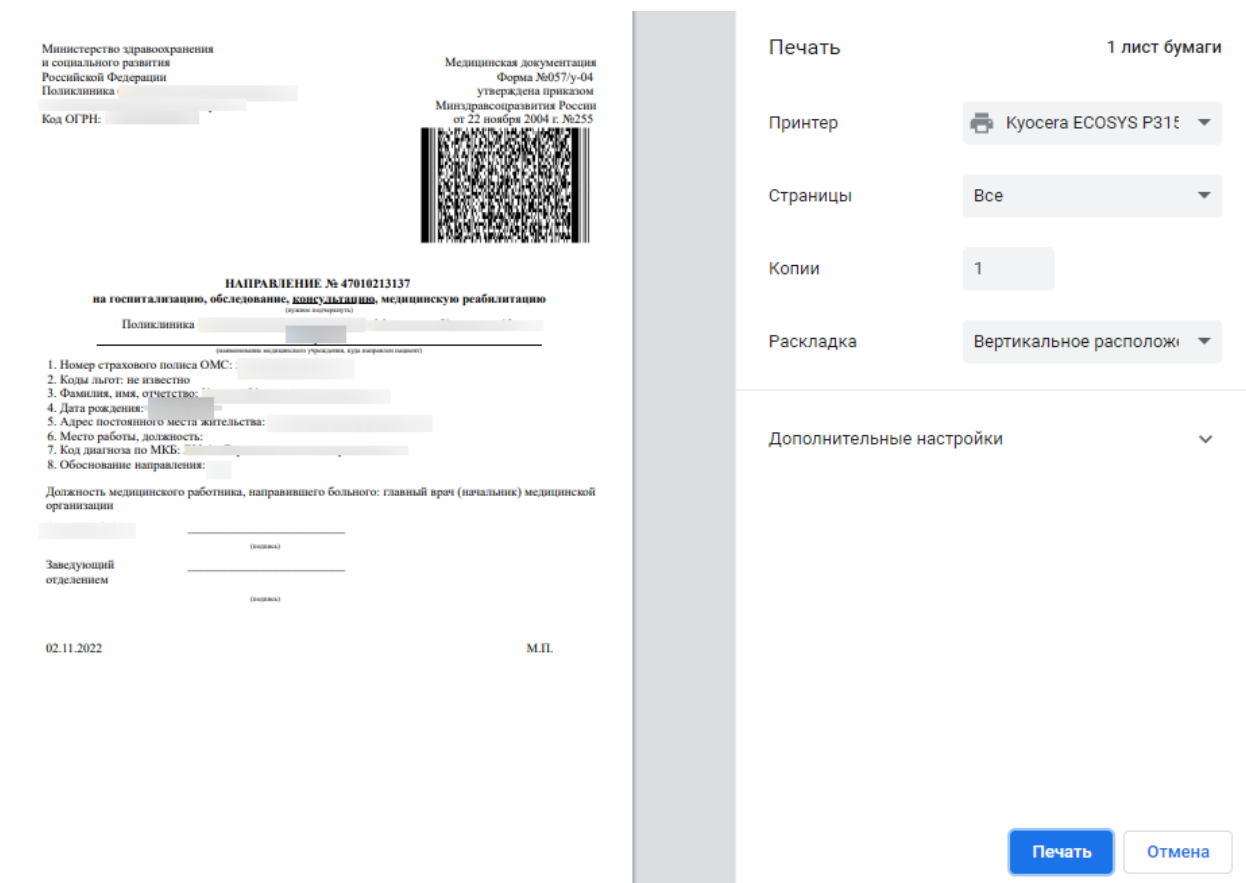 Министерство здравоохранения
и социального развития
Российской Федерации
Поликлиника
Код ОГРН:
Медицинская документация
Форма №057/у-04
утверждена приказом
Минздравсоцразвития России
от 22 ноября 2004 г. №255
НАПРАВЛЕНИЕ № 47010213137
на госпитализацию, обследование, консультацию, медицинскую реабилитацию
(нужное подчеркнуть)
Поликлиника
(наименование медицинского учреждения, куда направлен пациент)
1. Номер страхового полиса ОМС:
2. Коды льгот: не известно
3. Фамилия, имя, отчетство:
4. Дата рождения:
5. Адрес постоянного места жительства:
6. Место работы, должность:
7. Код диагноза по МКБ:
8. Обоснование направления:
Должность медицинского работника, направившего больного: главный врач (начальник) медицинской
организации
(подпись)
Заведующий
отделением
(подпись)
02.11.2022 М.П.
Печать 1 лист бумаги
Принтер Kyocera ECOSYS P315
Страницы Все
Копии 1
Раскладка Вертикальное располож
Дополнительные настройки
Печать Отмена